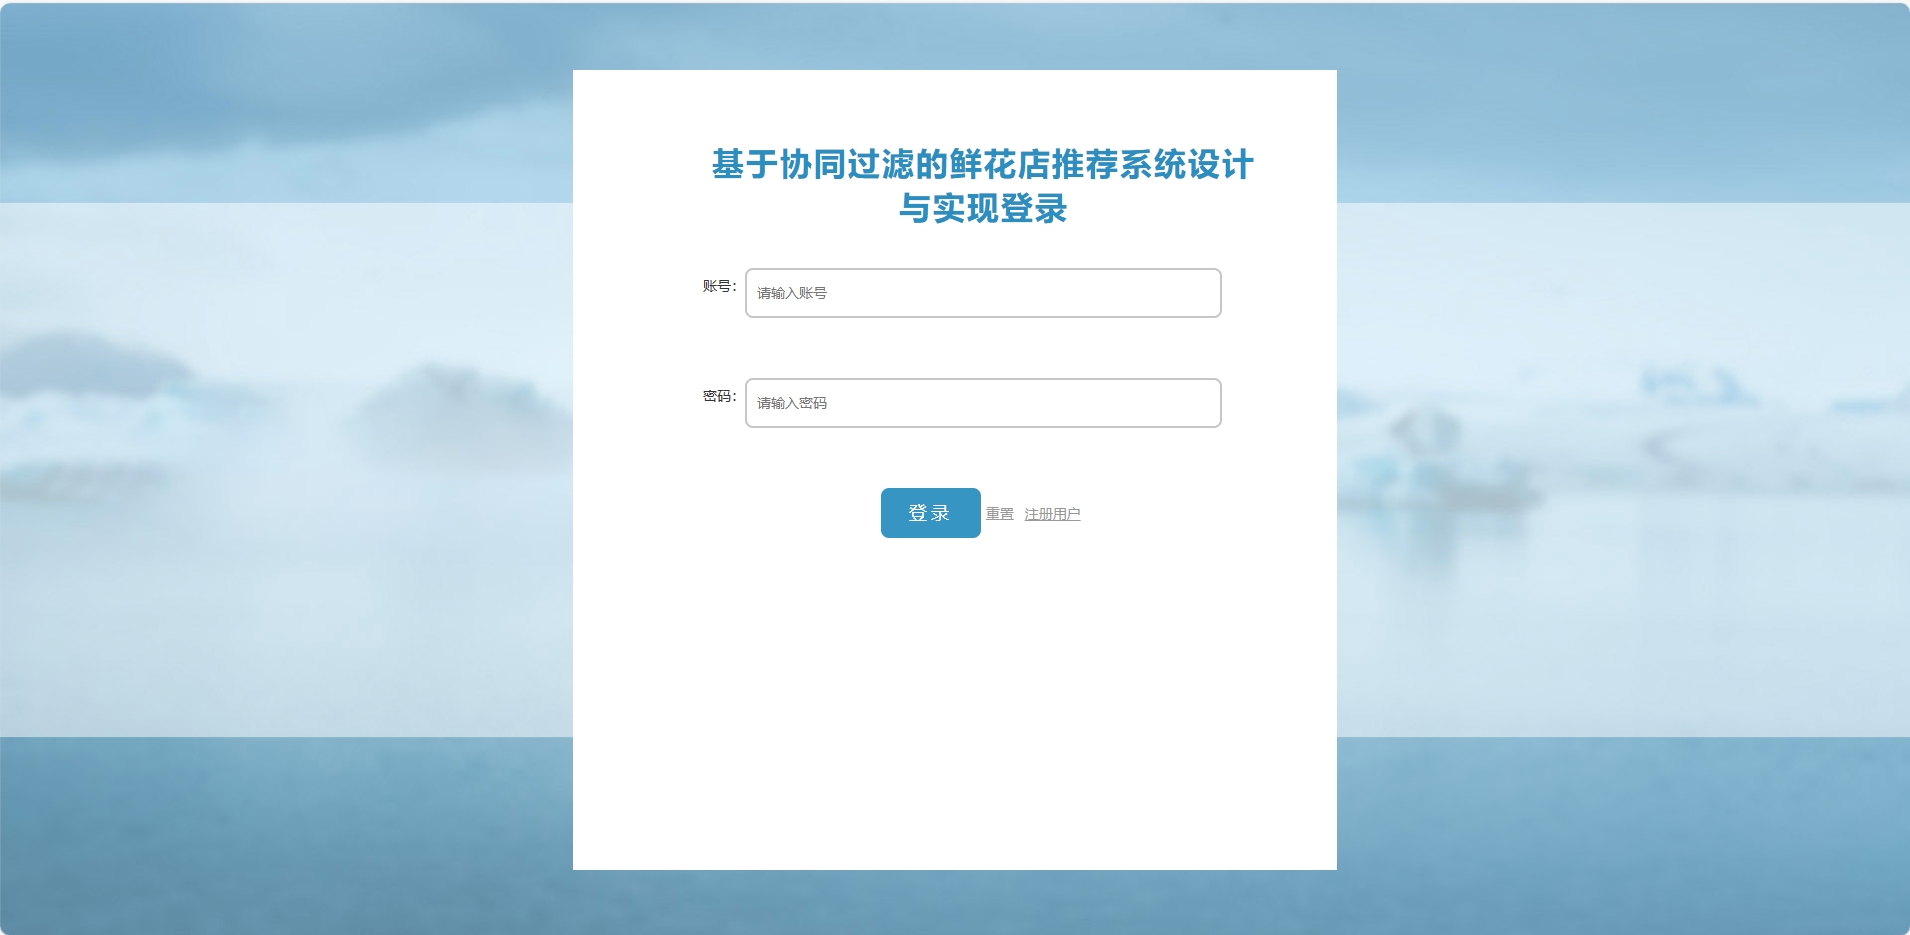 基于协同过滤的鲜花店推荐系统设计
与实现登录
账号：
请输入账号
密码：
请输入密码
登录 重置 注册用户